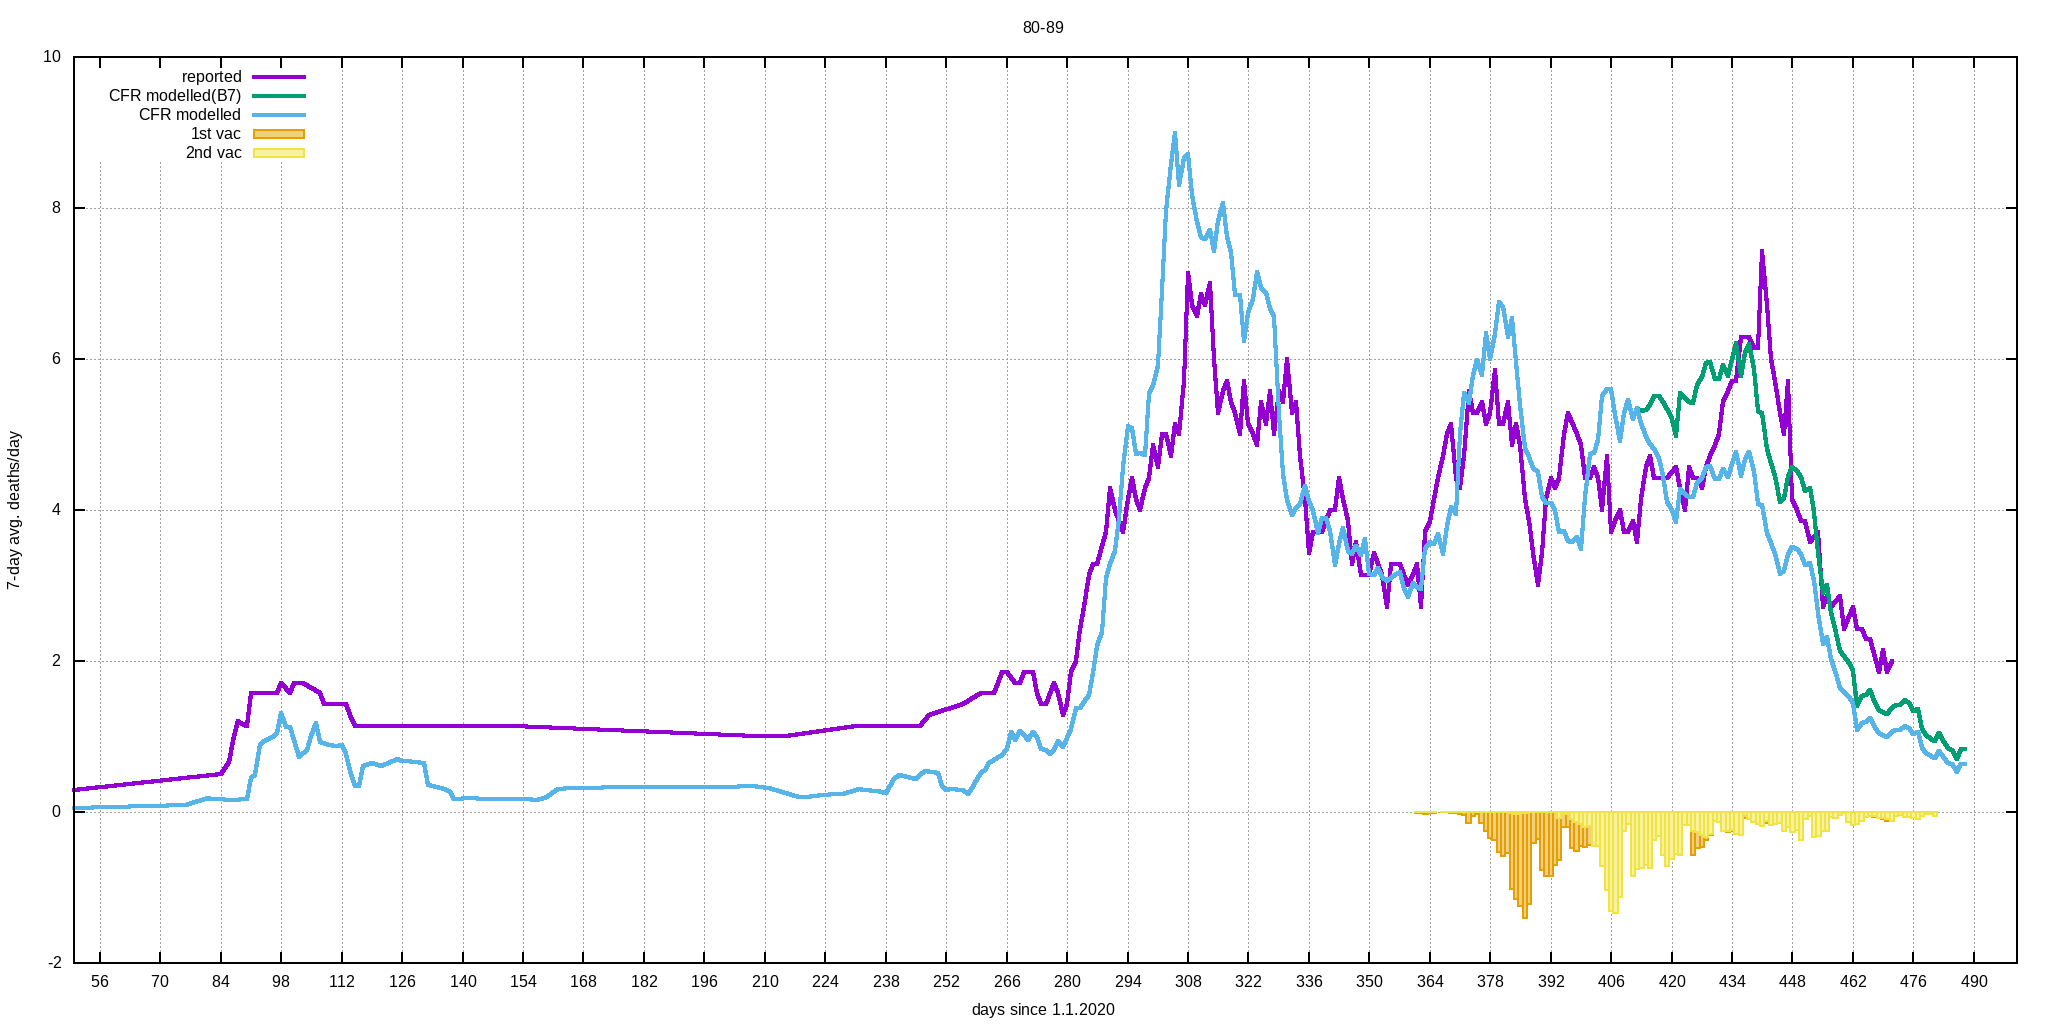 80-89
10
8
6
4
2
0
-2
7-day avg. deaths/day
reported
CFR modelled(B7)
CFR modelled
1st vac
2nd vac
56 70 84 98 112 126 140 154 168 182 196 210 224 238 252 266 280 294 308 322 336 350 364 378 392 406 420 434 448 462 476 490
days since 1.1.2020